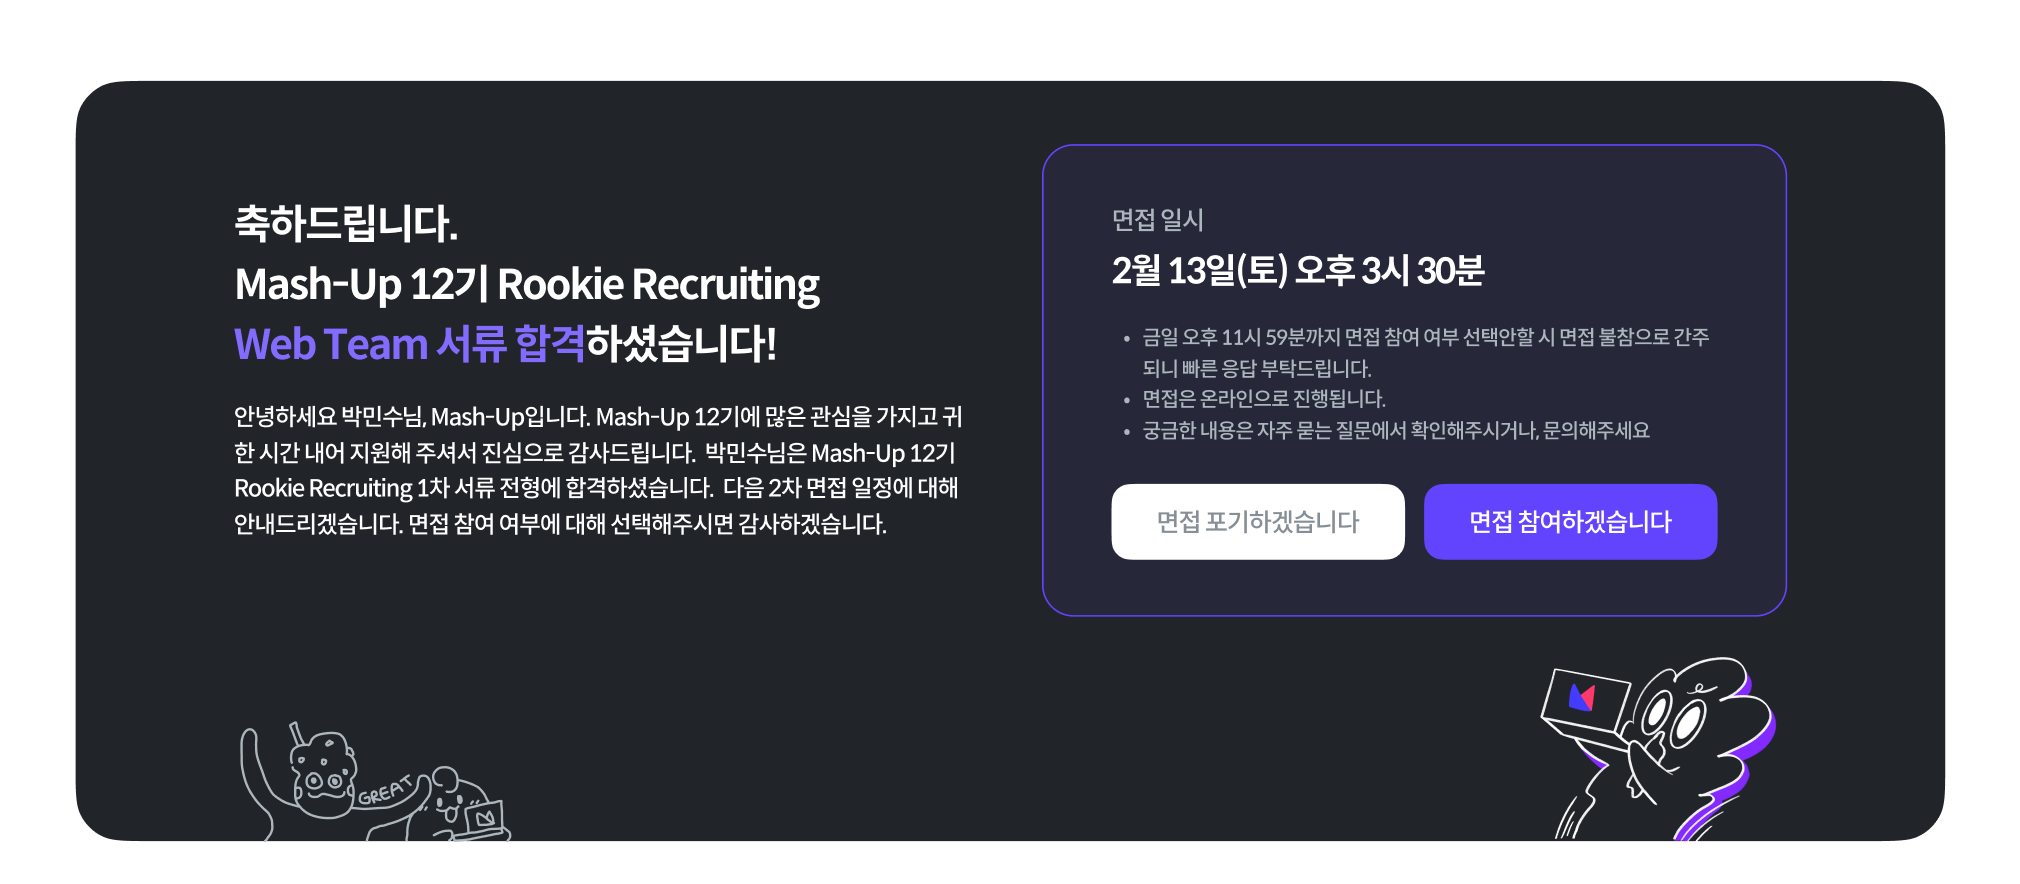 축하드립니다.
Mash-Up 12기 Rookie Recruiting
Web Team 서류 합격하셨습니다!
안녕하세요 박민수님, Mash-Up입니다. Mash-Up 12기에 많은 관심을 가지고 귀
한 시간 내어 지원해 주셔서 진심으로 감사드립니다. 박민수님은 Mash-Up 12기
Rookie Recruiting 1차 서류 전형에 합격하셨습니다. 다음 2차 면접 일정에 대해
안내드리겠습니다. 면접 참여 여부에 대해 선택해주시면 감사하겠습니다.
면접 일시
2월 13일(토) 오후 3시 30분
• 금일 오후 11시 59분까지 면접 참여 여부 선택안할 시 면접 불참으로 간주
되니 빠른 응답 부탁드립니다.
• 면접은 온라인으로 진행됩니다.
• 궁금한 내용은 자주 묻는 질문에서 확인해주시거나, 문의해주세요
면접 포기하겠습니다
면접 참여하겠습니다
GREAT